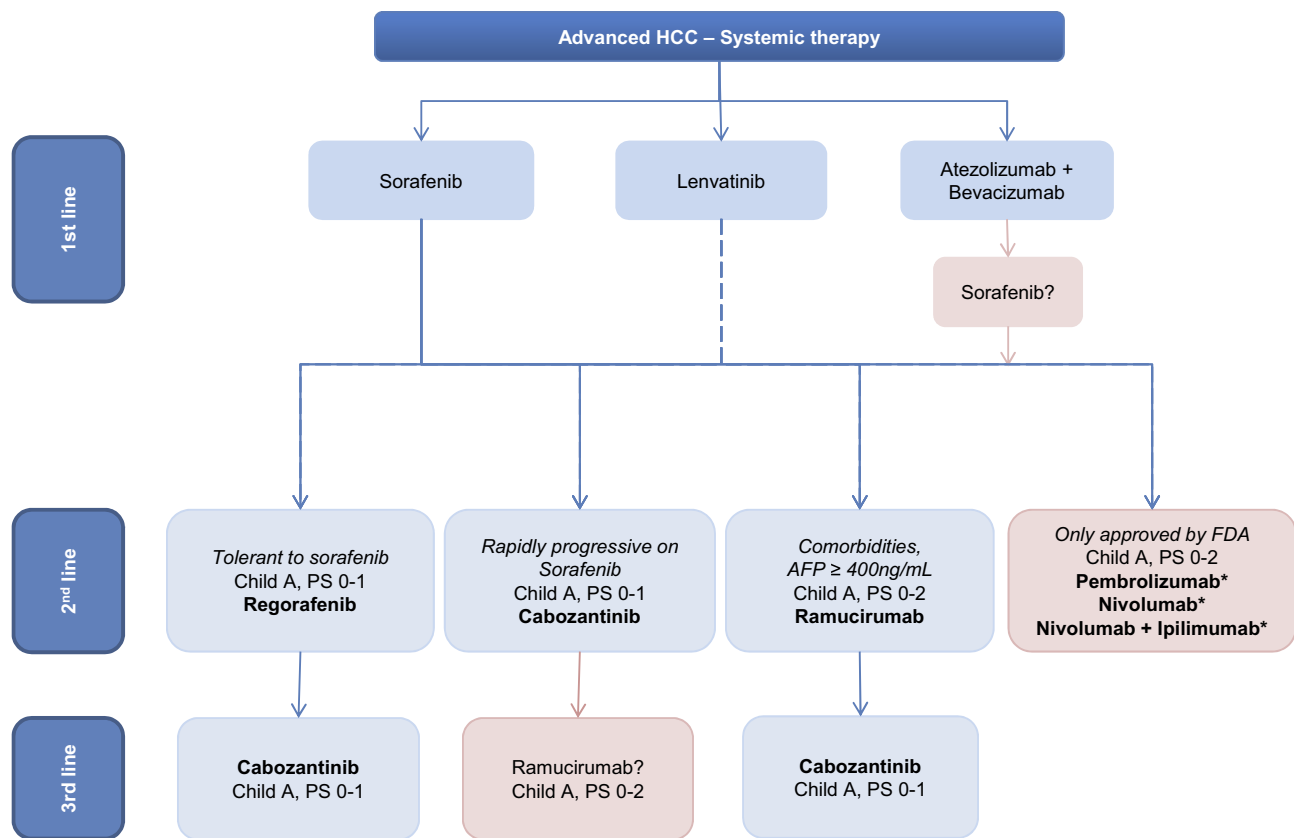 Advanced HCC – Systemic therapy
1st line
Sorafenib
Lenvatinib
Atezolizumab +
Bevacizumab
Sorafenib?
2nd line
Tolerant to sorafenib
Child A, PS 0-1
Regorafenib
Rapidly progressive on
Sorafenib
Child A, PS 0-1
Cabozantinib
Comorbidities,
AFP ≥ 400ng/mL
Child A, PS 0-2
Ramucirumab
Only approved by FDA
Child A, PS 0-2
Pembrolizumab*
Nivolumab*
Nivolumab + Ipilimumab*
3rd line
Cabozantinib
Child A, PS 0-1
Ramucirumab?
Child A, PS 0-2
Cabozantinib
Child A, PS 0-1